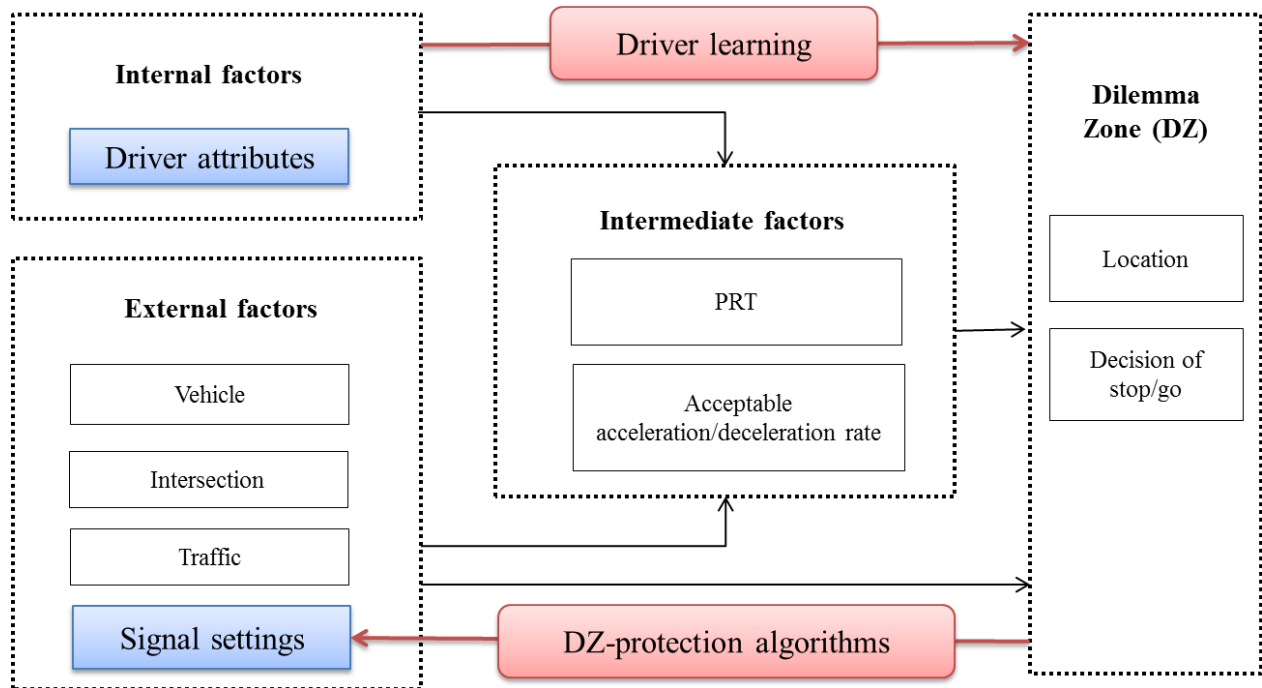 Driver learning
Internal factors
Driver attributes
Dilemma
Zone (DZ)
Intermediate factors
PRT
Acceptable
acceleration/deceleration rate
Location
Decision of
stop/go
External factors
Vehicle
Intersection
Traffic
Signal settings
DZ-protection algorithms